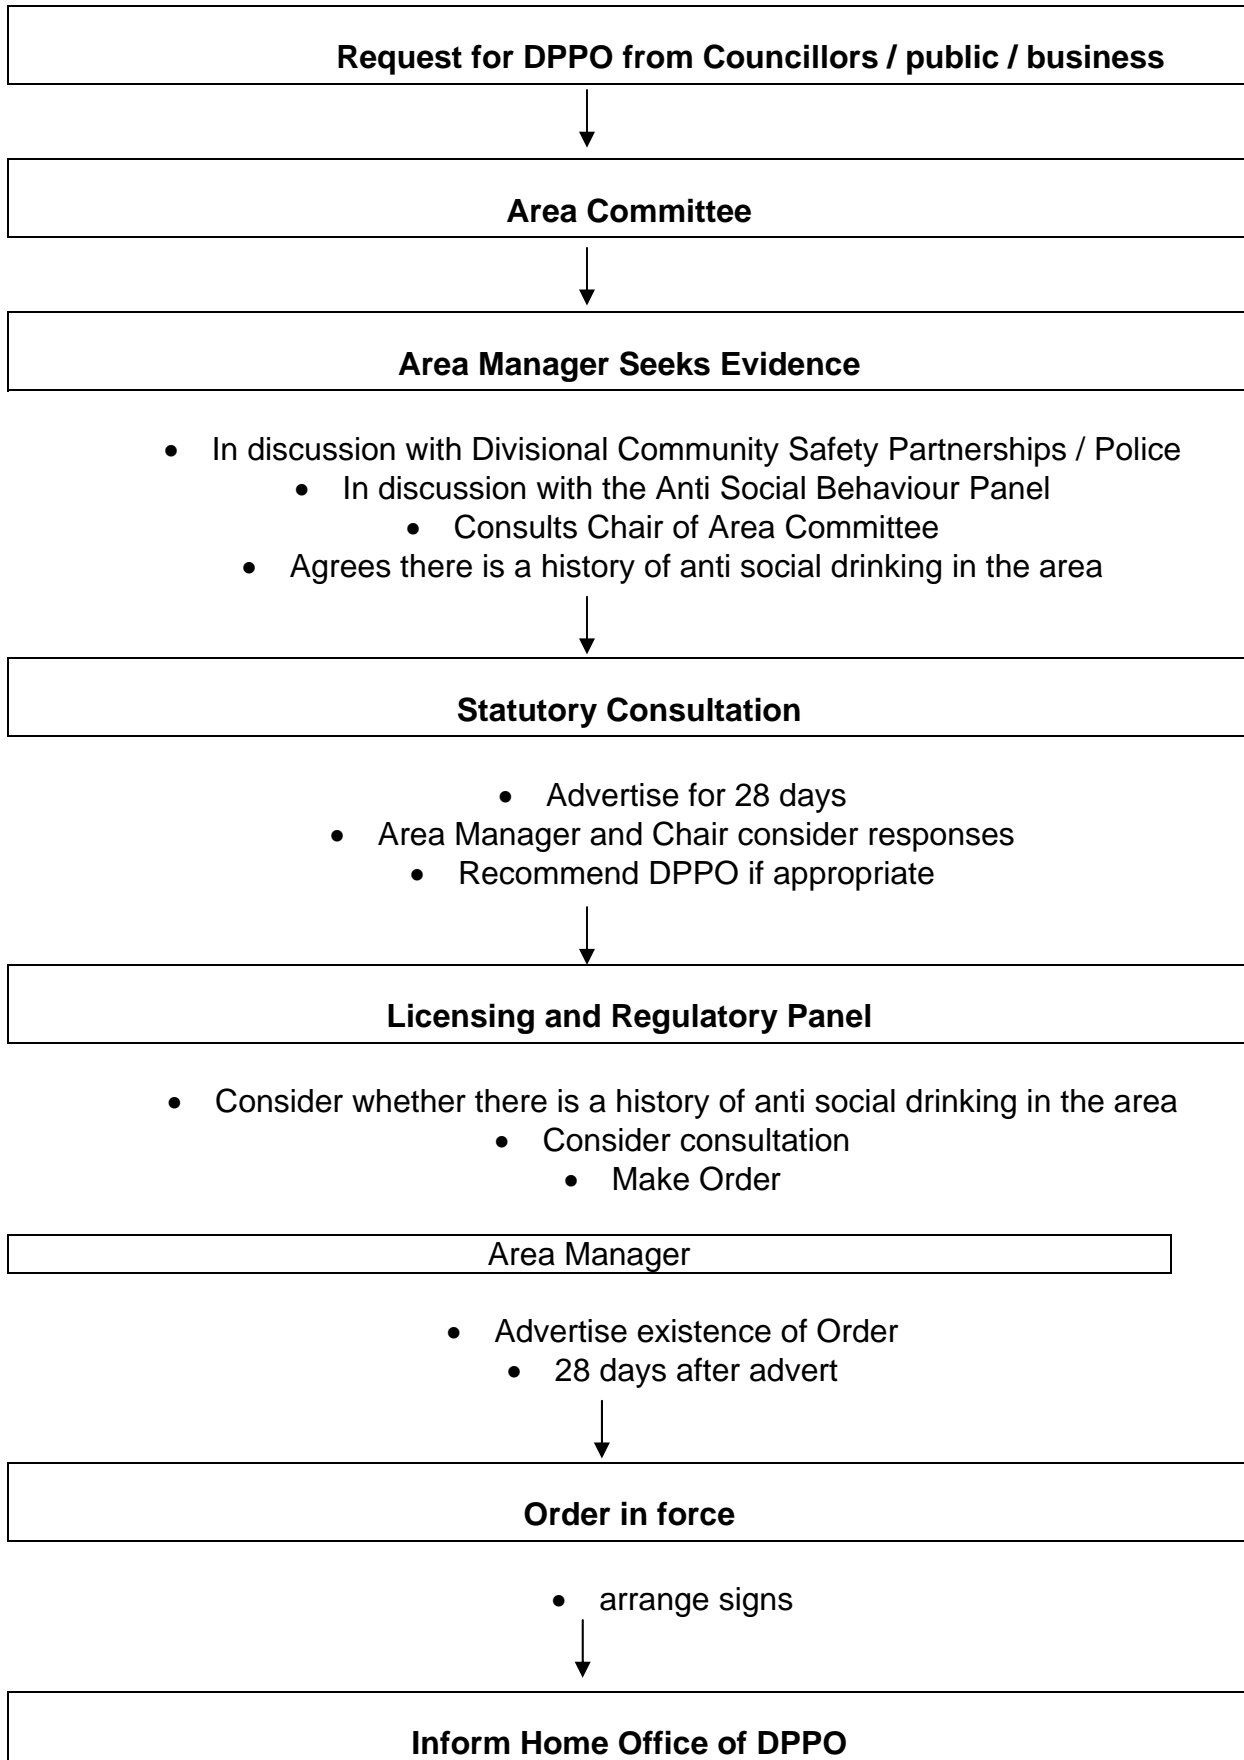 Request for DPPO from Councillors / public / business
Area Committee
Area Manager Seeks Evidence
• In discussion with Divisional Community Safety Partnerships / Police
• In discussion with the Anti Social Behaviour Panel
• Consults Chair of Area Committee
• Agrees there is a history of anti social drinking in the area
Statutory Consultation
• Advertise for 28 days
• Area Manager and Chair consider responses
• Recommend DPPO if appropriate
Licensing and Regulatory Panel
• Consider whether there is a history of anti social drinking in the area
• Consider consultation
• Make Order
Area Manager
• Advertise existence of Order
• 28 days after advert
Order in force
• arrange signs
Inform Home Office of DPPO